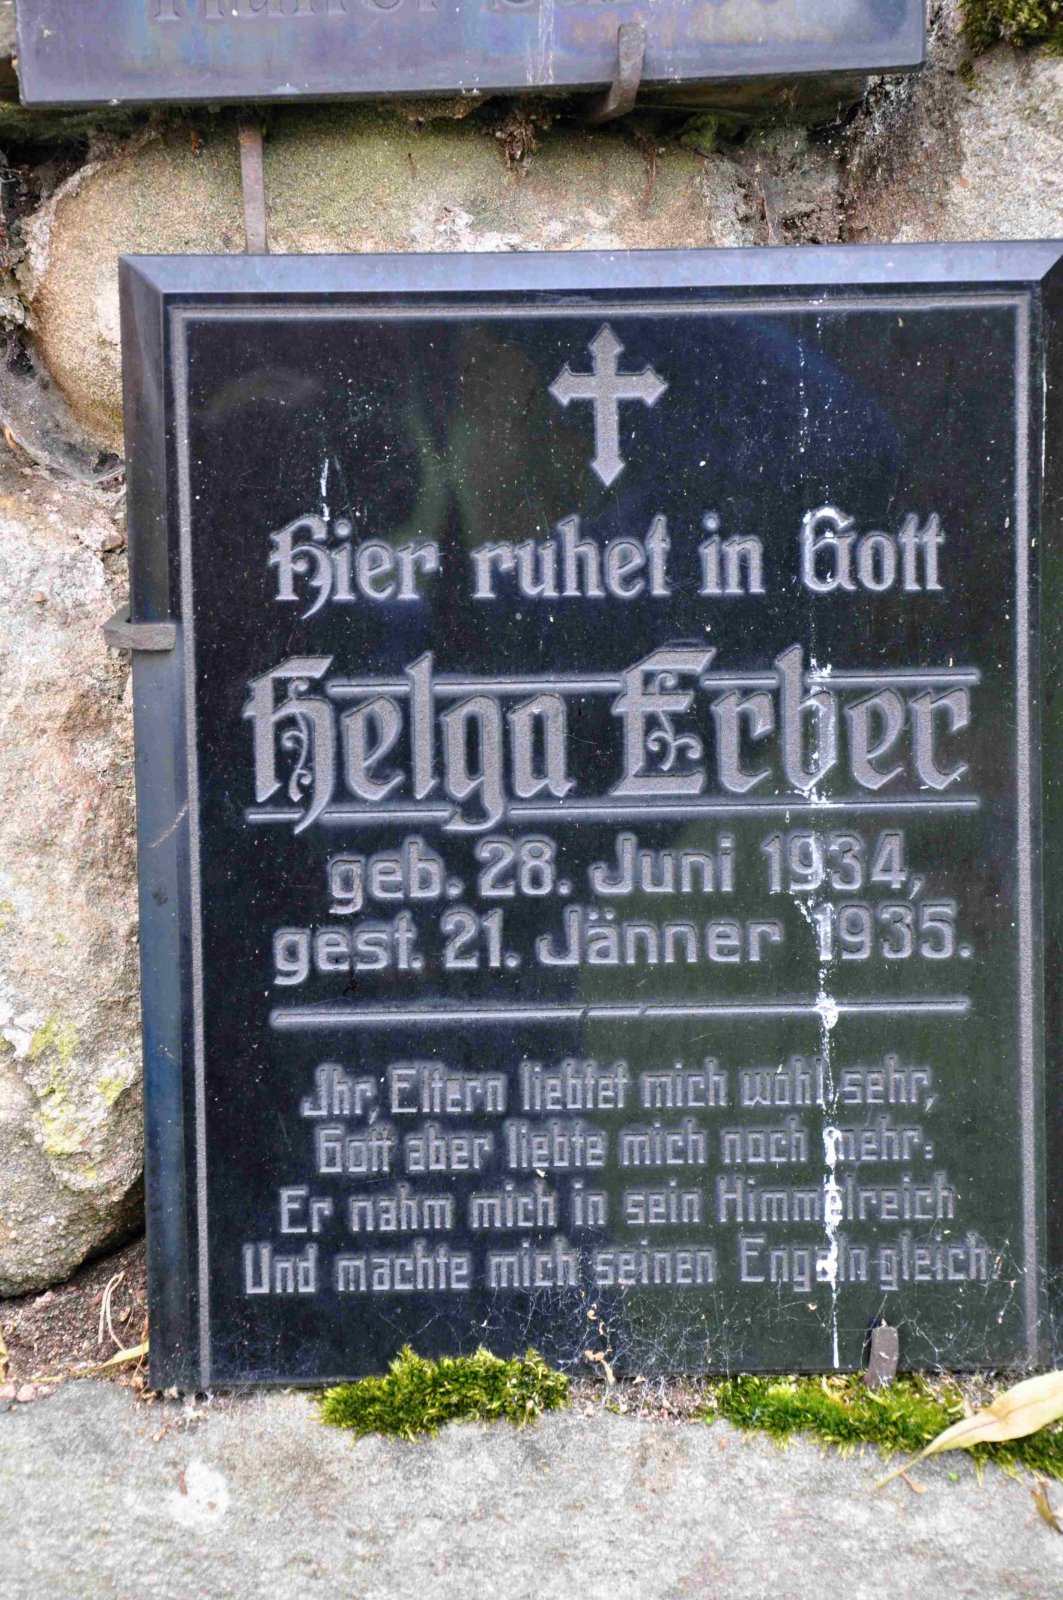 Hier ruhet in Gott
Helga Erber
geb. 28. Juni 1934,
gest. 21. Jänner 1935.
Ihr, Eltern liebtet mich wohl sehr,
Gott aber liebte mich noch mehr:
Er nahm mich in sein Himmelreich
Und machte mich seinen Engeln gleich